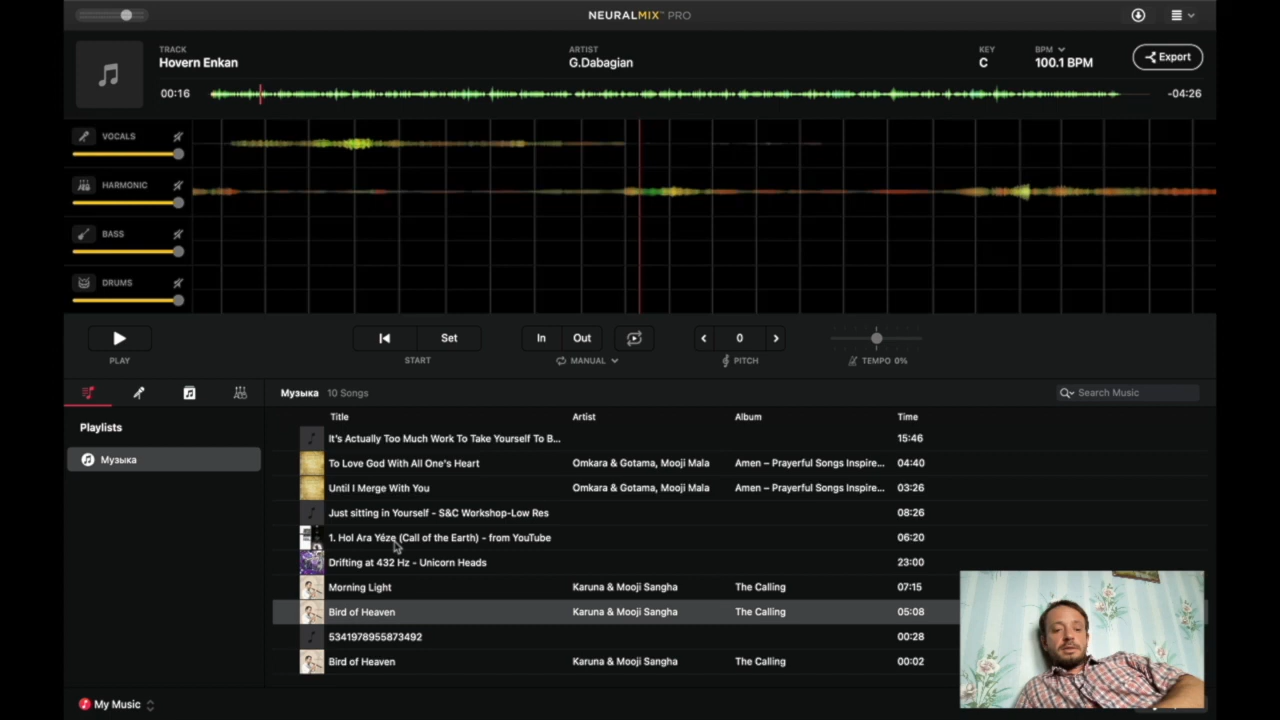 NEURALMIX™ PRO
TRACK
Hovern Enkan
ARTIST
G.Dabagian
KEY
C
BPM
100.1 BPM
Export
00:16
-04:26
VOCALS
HARMONIC
BASS
DRUMS
PLAY
Set
START
In
Out
MANUAL
0
PITCH
TEMPO 0%
Playlists
Музыка
Музыка 10 Songs
Search Music
Title Artist Album Time
It's Actually Too Much Work To Take Yourself To B... 15:46
To Love God With All One's Heart Omkara & Gotama, Mooji Mala Amen – Prayerful Songs Inspire... 04:40
Until I Merge With You Omkara & Gotama, Mooji Mala Amen – Prayerful Songs Inspire... 03:26
Just sitting in Yourself - S&C Workshop-Low Res 08:26
1. Hol Ara Yéze (Call of the Earth) - from YouTube 06:20
Drifting at 432 Hz - Unicorn Heads 23:00
Morning Light Karuna & Mooji Sangha The Calling 07:15
Bird of Heaven Karuna & Mooji Sangha The Calling 05:08
5341978955873492 00:28
Bird of Heaven Karuna & Mooji Sangha The Calling 00:02
My Music